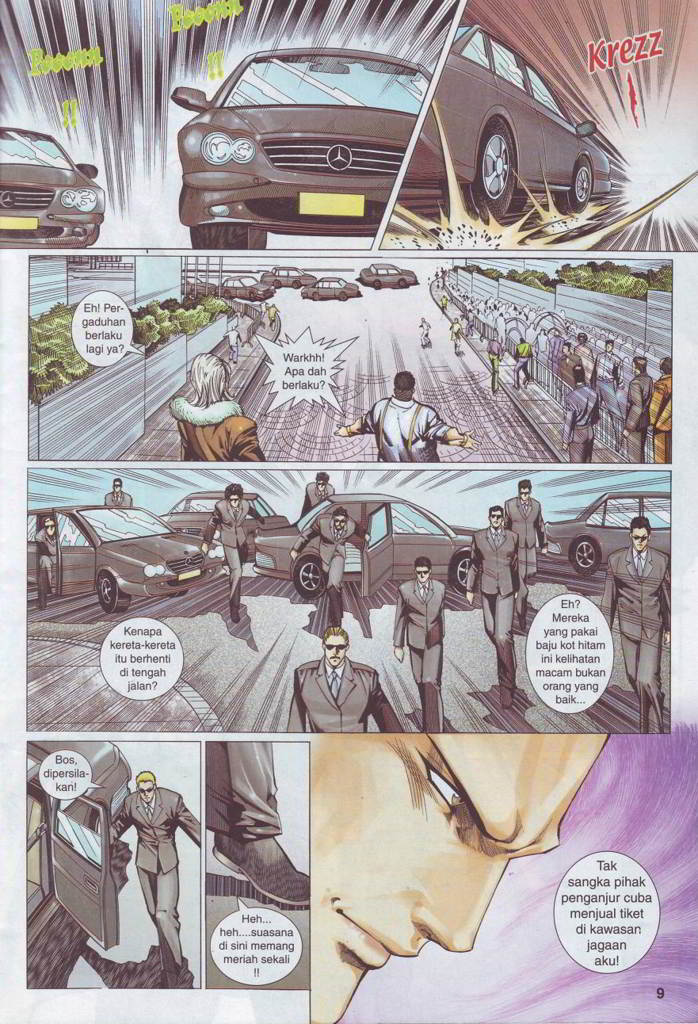 Rsoonn
!!
Rsoonn
!!
Krezz
!
Eh! Per-
gaduhan
berlaku
lagi ya?
Warkhh!
Apa dah
berlaku?
Kenapa
kereta-kereta
itu berhenti
di tengah
jalan?
Eh?
Mereka
yang pakai
baju kot hitam
ini kelihatan
macam bukan
orang yang
baik...
Bos,
dipersila-
kan!
Heh...
heh....suasana
di sini memang
meriah sekali
!!
Tak
sangka pihak
penganjur cuba
menjual tiket
di kawasan
jagaan
aku!
9